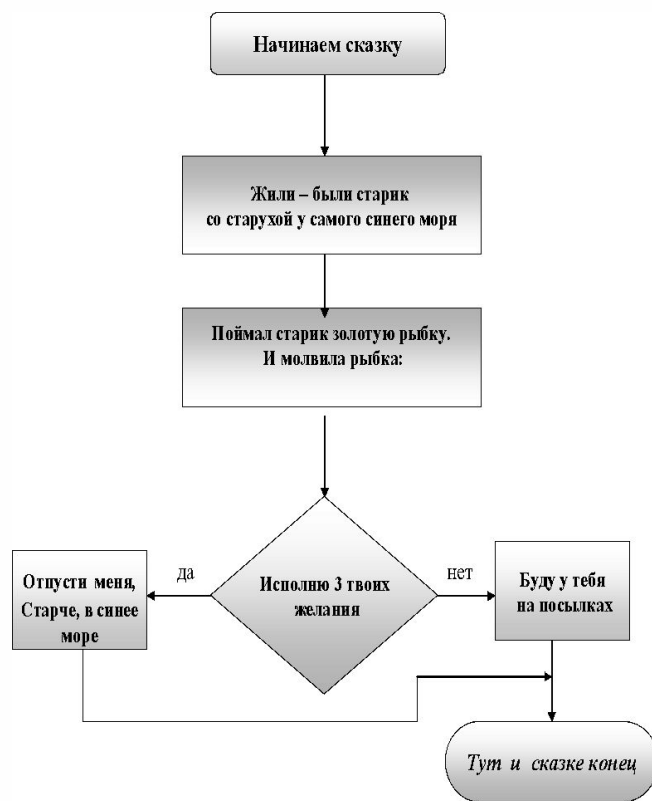 Начинаем сказку
Жили – были старик
со старухой у самого синего моря
Поймал старик золотую рыбку.
И молвила рыбка:
Исполню 3 твоих
желания
да
нет
Отпусти меня,
Старче, в синее
море
Буду у тебя
на посылках
Тут и сказке конец